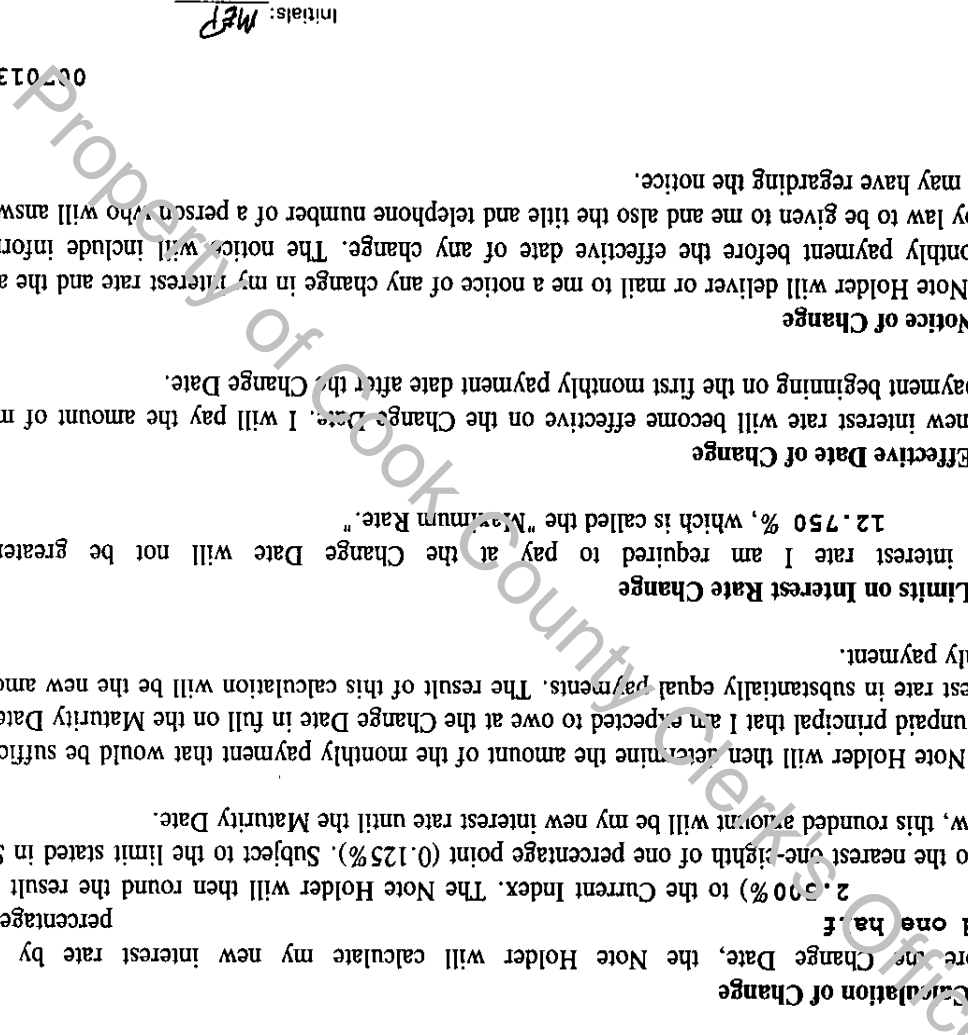 Calculation of Change
ore the Change Date, the Note Holder will calculate my new interest rate by
d one half percentage
2.500%) to the Current Index. The Note Holder will then round the result
o the nearest one-eighth of one percentage point (0.125%). Subject to the limit stated in S
w, this rounded amount will be my new interest rate until the Maturity Date.
Note Holder will then determine the amount of the monthly payment that would be suffic
unpaid principal that I am expected to owe at the Change Date in full on the Maturity Date
est rate in substantially equal payments. The result of this calculation will be the new amo
ly payment.
Limits on Interest Rate Change
interest rate I am required to pay at the Change Date will not be greater
12.750 %, which is called the "Maximum Rate."
Effective Date of Change
new interest rate will become effective on the Change Date. I will pay the amount of m
payment beginning on the first monthly payment date after the Change Date.
Notice of Change
Note Holder will deliver or mail to me a notice of any change in my interest rate and the a
onthly payment before the effective date of any change. The notice will include inform
by law to be given to me and also the title and telephone number of a person who will answ
may have regarding the notice.
007013
Initials: MEP
Property of Cook County Clerk's Office